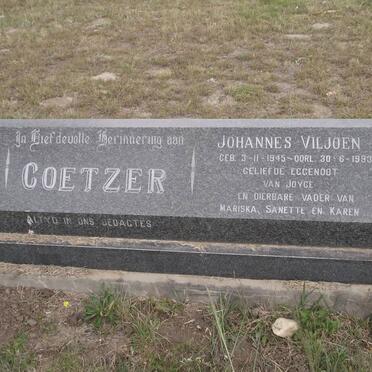 In Liefdevolle Herinnering aan
COETZER
ALTYD IN ONS GEDAGTES
JOHANNES VILJOEN
GEB. 3-11-1945 - OORL. 30-6-1993
GELIEFDE EGGENOOT
VAN JOYCE
EN DIERBARE VADER VAN
MARISKA, SANETTE EN KAREN